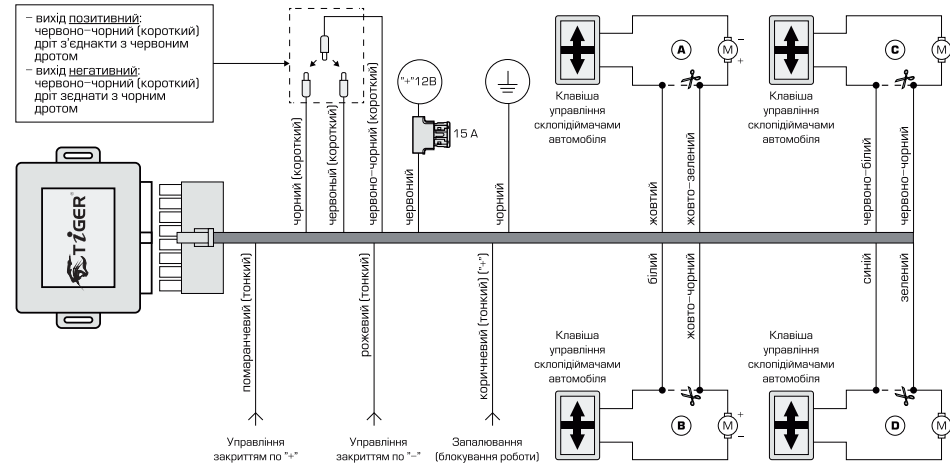 – вихід позитивний:
червоно-чорний (короткий)
дріт з'єднакти з червоним
дротом
– вихід негативний:
червоно-чорний (короткий)
дріт зєднати з чорним
дротом
"+"12В
15 А
чорний (короткий)
червоный (короткий)
червоно-чорний (короткий)
червоний
чорний
A
M
–
+
Клавіша
управління
склопідіймачами
автомобіля
жовтий
жовто-зелений
C
M
Клавіша
управління
склопідіймачами
автомобіля
червоно-білий
червоно-чорний
TiGER
®
помаранчевий (тонкий)
рожевий (тонкий)
коричневий (тонкий) ("+")
білий
жовто-чорний
синій
зелений
Управління
закриттям по "+"
Управління
закриттям по "–"
Запалювання
(блокування роботи)
Клавіша
управління
склопідіймачами
автомобіля
B
M
+
–
Клавіша
управління
склопідіймачами
автомобіля
D
M